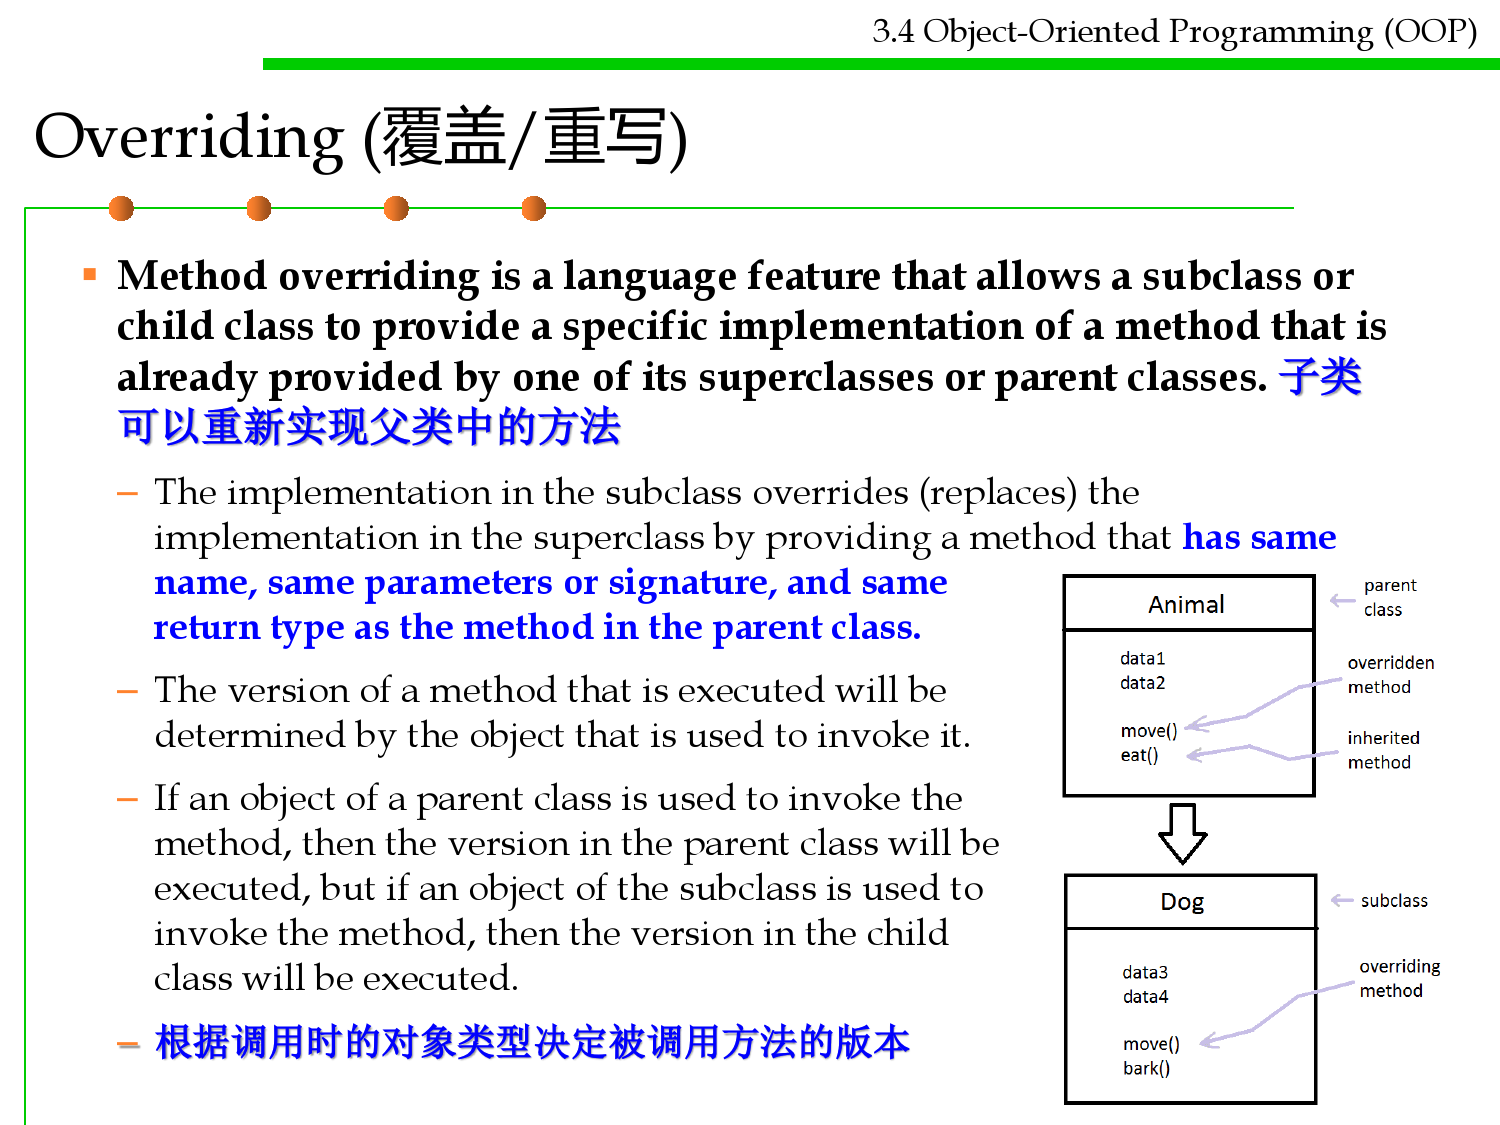 3.4 Object-Oriented Programming (OOP)
Overriding (覆盖/重写)
▪ Method overriding is a language feature that allows a subclass or
child class to provide a specific implementation of a method that is
already provided by one of its superclasses or parent classes. 子类
可以重新实现父类中的方法
– The implementation in the subclass overrides (replaces) the
implementation in the superclass by providing a method that has same
name, same parameters or signature, and same
return type as the method in the parent class.
– The version of a method that is executed will be
determined by the object that is used to invoke it.
– If an object of a parent class is used to invoke the
method, then the version in the parent class will be
executed, but if an object of the subclass is used to
invoke the method, then the version in the child
class will be executed.
– 根据调用时的对象类型决定被调用方法的版本
Animal
parent
class
data1
data2
overridden
method
move()
eat()
inherited
method
Dog
subclass
data3
data4
overriding
method
move()
bark()